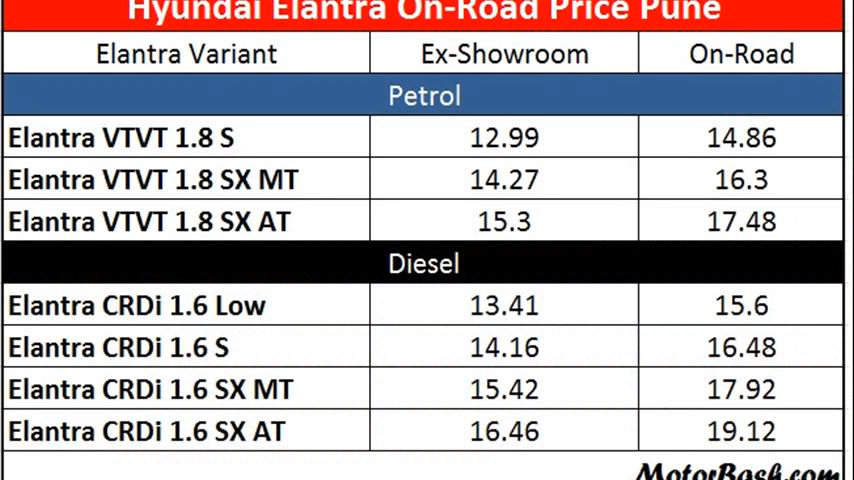 Hyundai Elantra On-Road Price Pune
Elantra Variant Ex-Showroom On-Road
Petrol
Elantra VTVT 1.8 S 12.99 14.86
Elantra VTVT 1.8 SX MT 14.27 16.3
Elantra VTVT 1.8 SX AT 15.3 17.48
Diesel
Elantra CRDi 1.6 Low 13.41 15.6
Elantra CRDi 1.6 S 14.16 16.48
Elantra CRDi 1.6 SX MT 15.42 17.92
Elantra CRDi 1.6 SX AT 16.46 19.12
MotorBash.com